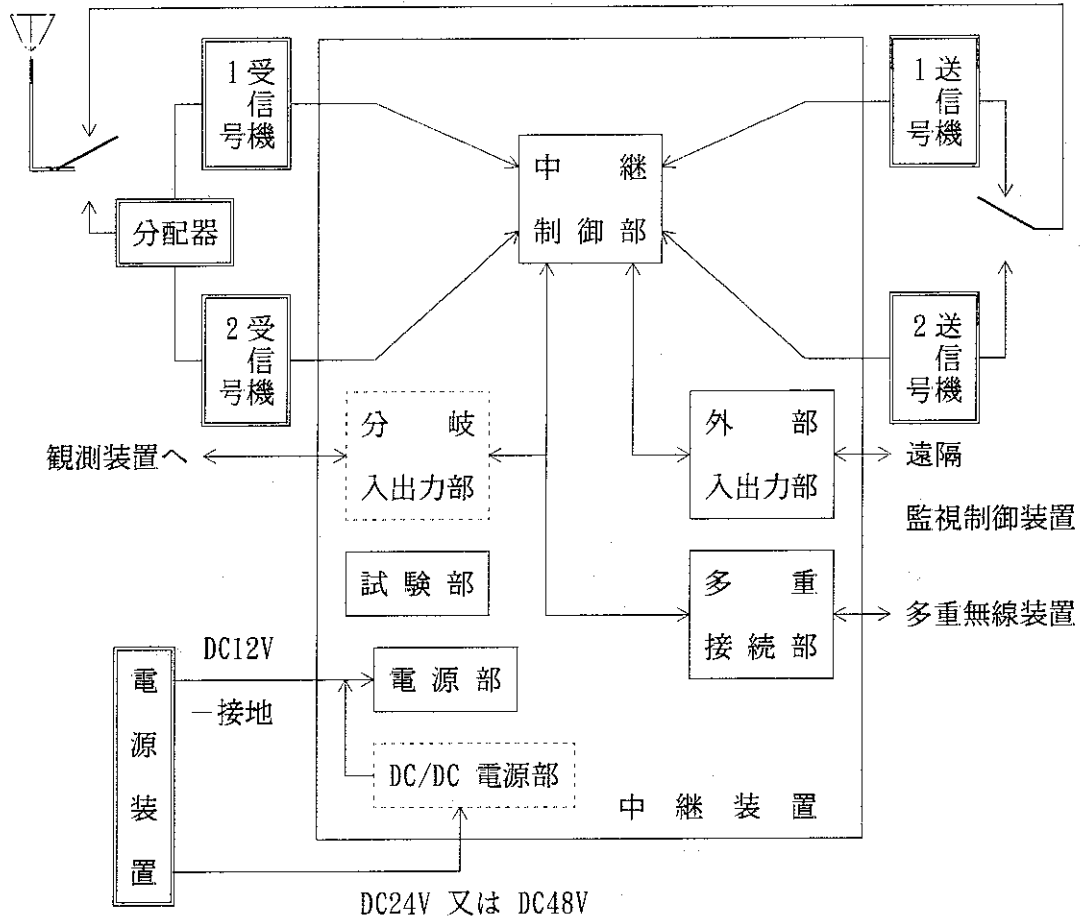 1受
信
号機
1送
信
号機
中継
制御部
分配器
2受
信
号機
2送
信
号機
分岐
入出力部
外部
入出力部
観測装置へ
遠隔
監視制御装置
試験部
多重
接続部
多重無線装置
DC12V
電源部
−接地
電源装置
DC/DC 電源部
中継装置
DC24V 又は DC48V